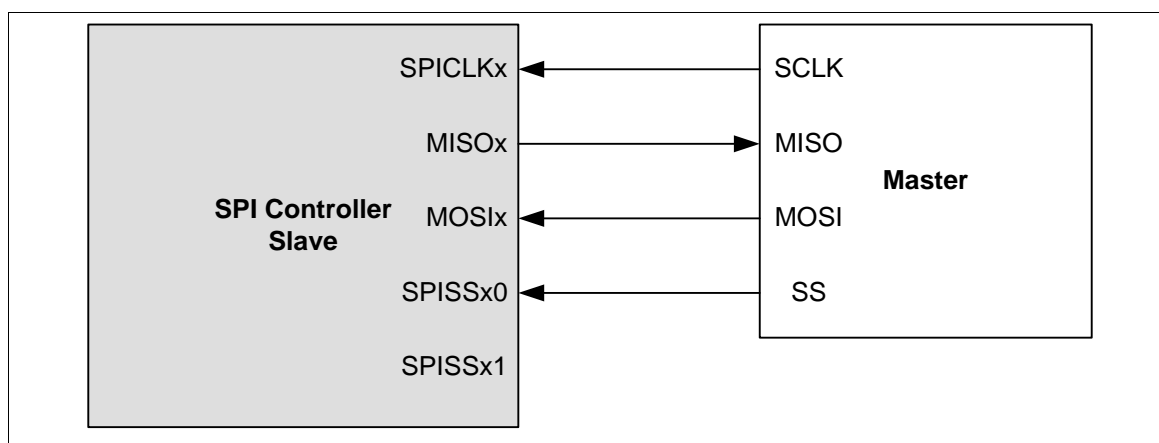 SPICLKx
SCLK
MISOx
MISO
Master
SPI Controller
Slave
MOSIx
MOSI
SPISSx0
SS
SPISSx1